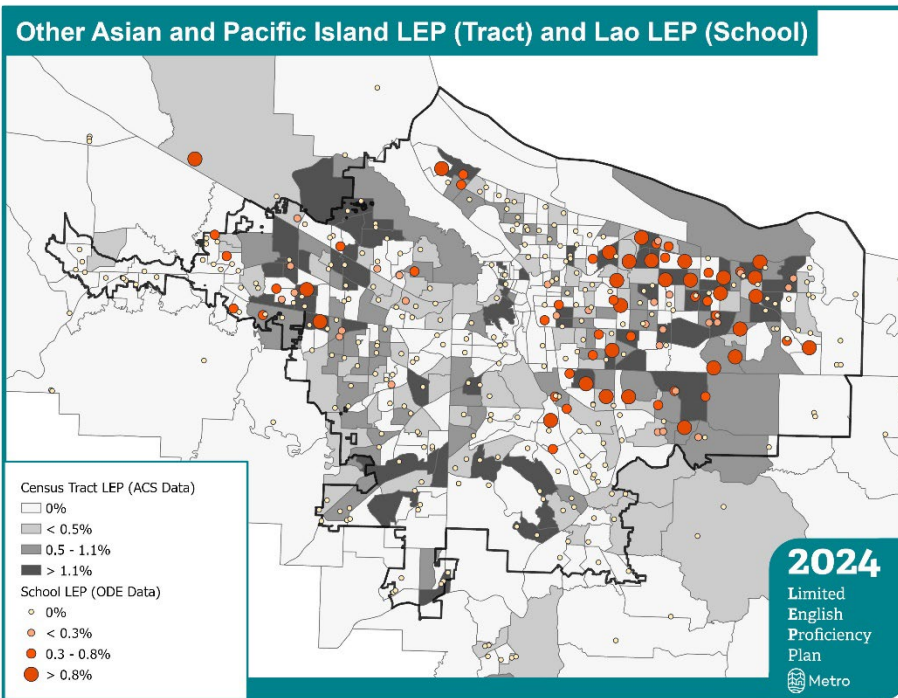 Other Asian and Pacific Island LEP (Tract) and Lao LEP (School)
Census Tract LEP (ACS Data)
0%
< 0.5%
0.5 - 1.1%
> 1.1%
School LEP (ODE Data)
0%
< 0.3%
0.3 - 0.8%
> 0.8%
2024
Limited
English
Proficiency
Plan
Metro